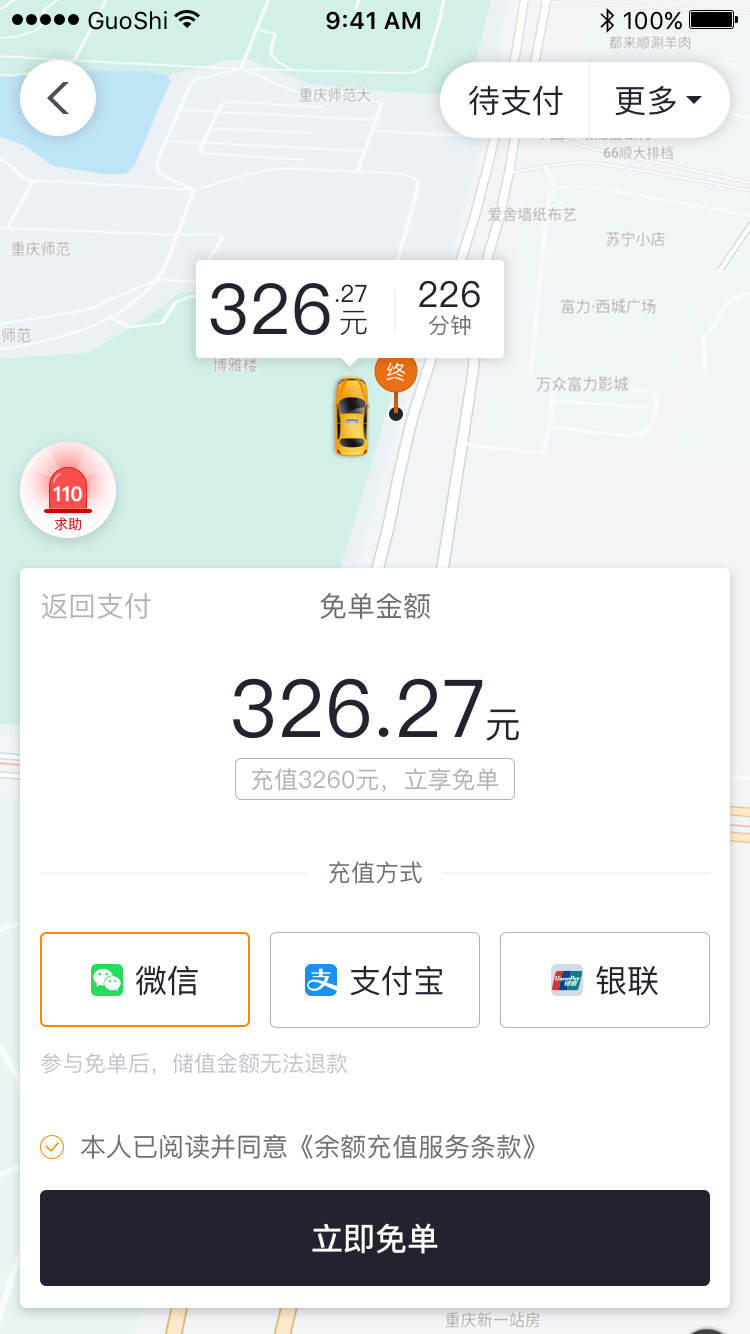 GuoShi 9:41 AM 100%
都来顺涮羊肉
重庆师范大
待支付 更多
66顺大排档
爱舍墙纸布艺
苏宁小店
重庆师范
326.27元 226分钟
富力·西城广场
师范
博雅楼
终
万众富力影城
110
求助
返回支付 免单金额
326.27元
充值3260元，立享免单
充值方式
微信 支付宝 银联
参与免单后，储值金额无法退款
本人已阅读并同意《余额充值服务条款》
立即免单
重庆新一站房